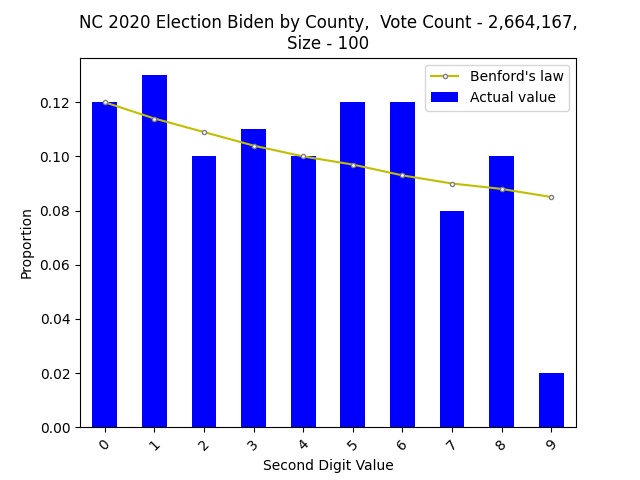 NC 2020 Election Biden by County,  Vote Count - 2,664,167,
Size - 100
Benford's law
Actual value
Proportion
0.12
0.10
0.08
0.06
0.04
0.02
0.00
0 1 2 3 4 5 6 7 8 9
Second Digit Value